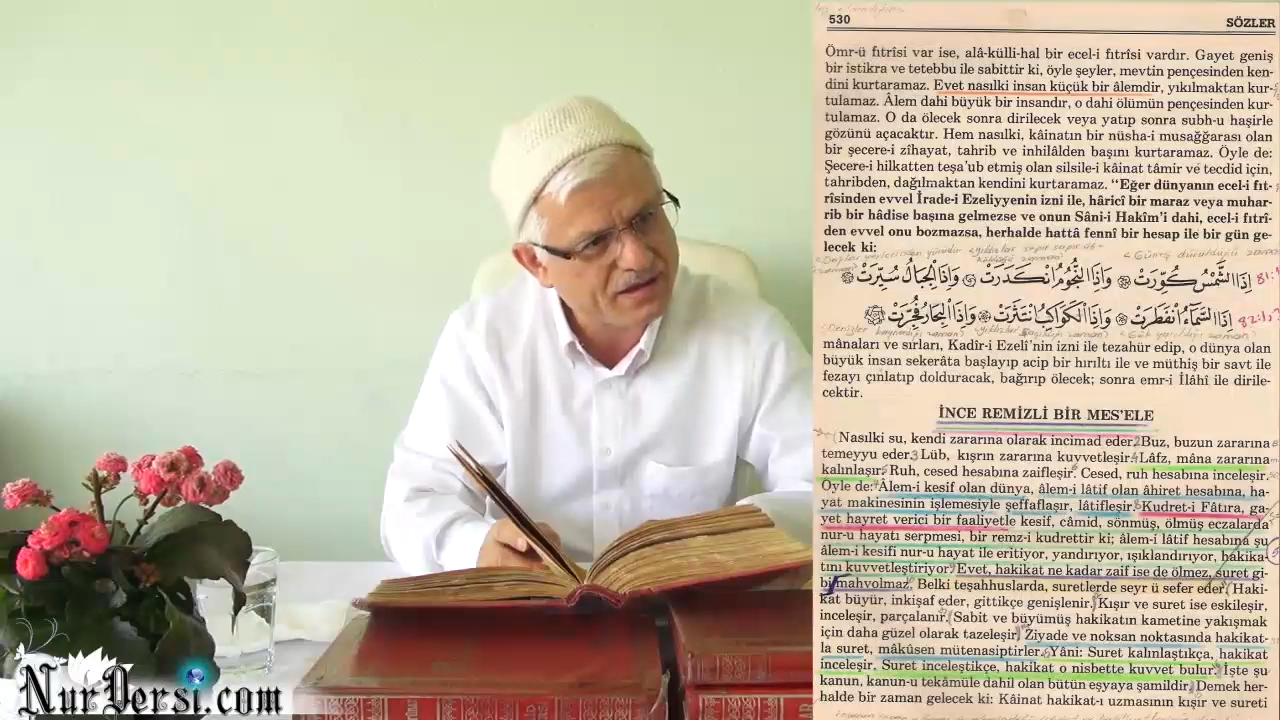 530
SÖZLER
Ömr-ü fıtrîsi var ise, alâ-külli-hal bir ecel-i fıtrîsi vardır. Gayet geniş
bir istikra ve tetebbu ile sabittir ki, öyle şeyler, mevtin pençesinden ken-
dini kurtaramaz. Evet nasılki insan küçük bir âlemdir, yıkılmaktan kur-
tulamaz. Âlem dahi büyük bir insandır, o dahi ölümün pençesinden kur-
tulamaz. O da ölecek sonra dirilecek veya yatıp sonra subh-u haşirle
gözünü açacaktır. Hem nasılki, kâinatın bir nüsha-i musağğarası olan
bir şecere-i zîhayat, tahrib ve inhilâlden başını kurtaramaz. Öyle de:
Şecere-i hilkatten teşa'ub etmiş olan silsile-i kâinat tâmir ve tecdid için,
tahribden, dağılmaktan kendini kurtaramaz. "Eğer dünyanın ecel-i fıt-
rîsinden evvel İrade-i Ezeliyyenin izni ile, hâricî bir maraz veya muhar-
rib bir hâdise başına gelmezse ve onun Sâni-i Hakîm'i dahi, ecel-i fıtrî-
den evvel onu bozmazsa, herhalde hattâ fennî bir hesap ile bir gün ge-
lecek ki:
اِذَا الشَّمْسُ كُوِّرَتْ وَاِذَا النُّجُومُ انْكَدَرَتْ وَاِذَا الْجِبَالُ سُيِّرَتْ
اِذَا السَّمَاءُ انْفَطَرَتْ وَاِذَا الْكَوَاكِبُ انْتَثَرَتْ وَاِذَا الْبِحَارُ فُجِّرَتْ
mânaları ve sırları, Kadîr-i Ezelî'nin izni ile tezahür edip, o dünya olan
büyük insan sekerâta başlayıp acip bir hırıltı ile ve müthiş bir savt ile
fezayı çınlatıp dolduracak, bağırıp ölecek; sonra emr-i İlâhî ile dirile-
cektir.
İNCE REMİZLİ BİR MES'ELE
(Nasılki su, kendi zararına olarak incimad eder. Buz, buzun zararına
temeyyu eder. Lüb, kışrın zararına kuvvetleşir. Lâfz, mâna zararına
kalınlaşır. Ruh, cesed hesabına zaifleşir. Cesed, ruh hesabına inceleşir.
Öyle de: Âlem-i kesif olan dünya, âlem-i lâtif olan âhiret hesabına, ha-
yat makinesinin işlemesiyle şeffaflaşır, lâtifleşir. Kudret-i Fâtıra, ga-
yet hayret verici bir faaliyetle kesif, câmid, sönmüş, ölmüş eczalarda
nur-u hayatı serpmesi, bir remz-i kudrettir ki; âlem-i lâtif hesabına şu
âlem-i kesifi nur-u hayat ile eritiyor, yandırıyor, ışıklandırıyor, hakika-
tını kuvvetleştiriyor. Evet, hakikat ne kadar zaif ise de ölmez, suret gi-
bi mahvolmaz. Belki teşahhuslarda, suretlerde seyr ü sefer eder. Haki-
kat büyür, inkişaf eder, gittikçe genişlenir. Kışır ve suret ise eskileşir,
inceleşir, parçalanır. Sabit ve büyümüş hakikatın kametine yakışmak
için daha güzel olarak tazeleşir. Ziyade ve noksan noktasında hakikat-
la suret, mâkûsen mütenasiptirler. Yâni: Suret kalınlaştıkça, hakikat
inceleşir. Suret inceleştikçe, hakikat o nisbette kuvvet bulur. İşte şu
kanun, kanun-u tekâmüle dahil olan bütün eşyaya şamildir. Demek her-
halde bir zaman gelecek ki: Kâinat hakikat-ı uzmasının kışır ve sureti
NurDersi.com